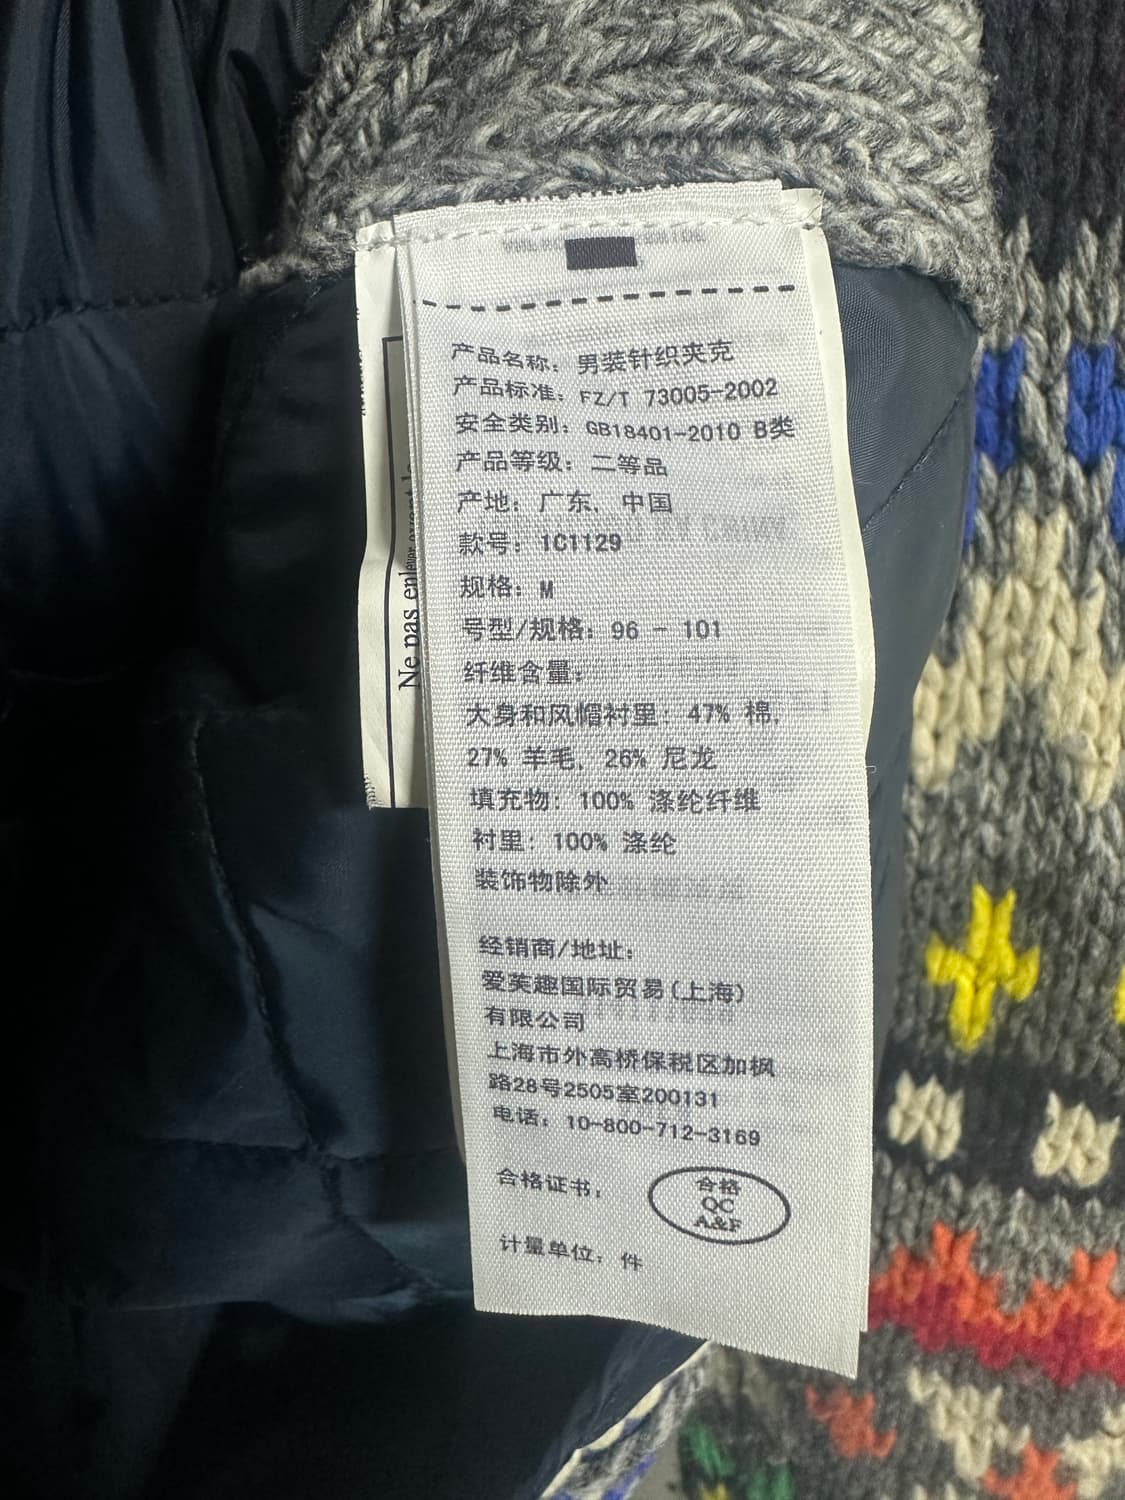 产品名称：男装针织夹克
产品标准：FZ/T 73005-2002
安全类别：GB18401-2010 B类
产品等级：二等品
产地：广东，中国
款号：1C1129
规格：M
号型/规格：96 - 101
纤维含量：
大身和风帽衬里：47% 棉，
27% 羊毛，26% 尼龙
填充物：100% 涤纶纤维
衬里：100% 涤纶
装饰物除外
经销商/地址：
爱芙趣国际贸易(上海)
有限公司
上海市外高桥保税区加枫
路28号2505室200131
电话：10-800-712-3169
合格证书：
合格
QC
A&F
计量单位：件
Ne pas enlever avant